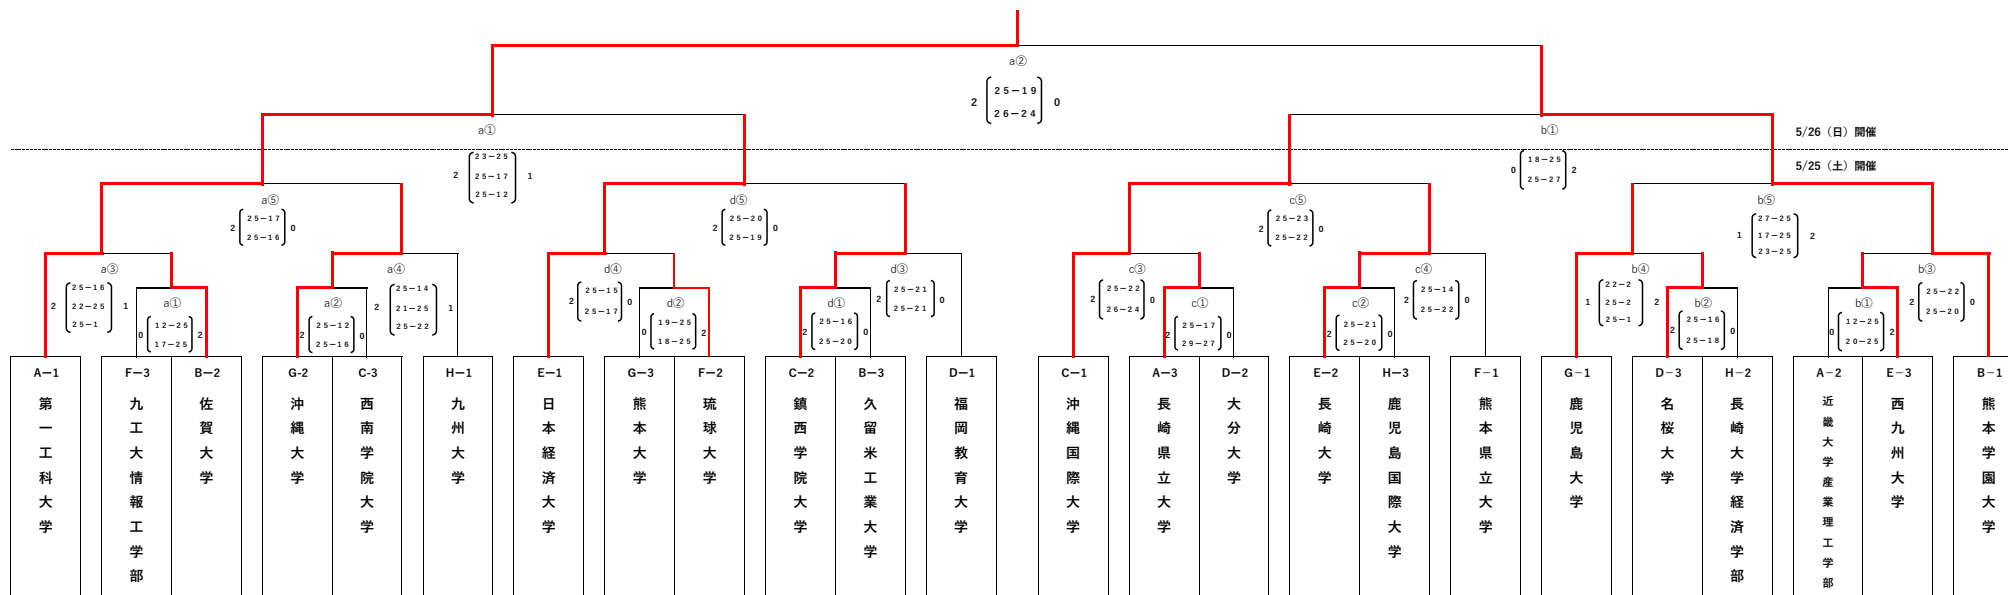 a②
2 25－19 0
26－24
a①
b①
5/26（日）開催
5/25（土）開催
23－25
2 25－17 1
25－12
18－25
0 2
25－27
a⑤
25－17
2 0
25－16
d⑤
25－20
2 0
25－19
c⑤
25－23
2 0
25－22
b⑤
27－25
1 17－25 2
23－25
a③
25－16
2 22－25 1
25－1
a①
12－25
0 2
17－25
a④
25－14
2 21－25 1
25－22
a②
25－12
2 0
25－16
d④
25－15
2 0
25－17
d②
19－25
0 2
18－25
d③
25－21
2 0
25－21
d①
25－16
2 0
25－20
c③
25－22
2 0
26－24
c①
25－17
2 0
29－27
c④
25－14
2 0
25－22
c②
25－21
2 0
25－20
b④
22－2
1 25－2 2
25－1
b②
25－16
2 0
25－18
b③
25－22
2 0
25－20
b①
12－25
0 2
20－25
A－1
第一工科大学
F－3
九工大情報工学部
B－2
佐賀大学
G-2
沖縄大学
C-3
西南学院大学
H－1
九州大学
E－1
日本経済大学
G－3
熊本大学
F－2
琉球大学
C－2
鎮西学院大学
B－3
久留米工業大学
D－1
福岡教育大学
C－1
沖縄国際大学
A－3
長崎県立大学
D－2
大分大学
E－2
長崎大学
H－3
鹿児島国際大学
F－1
熊本県立大学
G－1
鹿児島大学
D－3
名桜大学
H－2
長崎大学経済学部
A－2
近畿大学産業理工学部
E－3
西九州大学
B－1
熊本学園大学